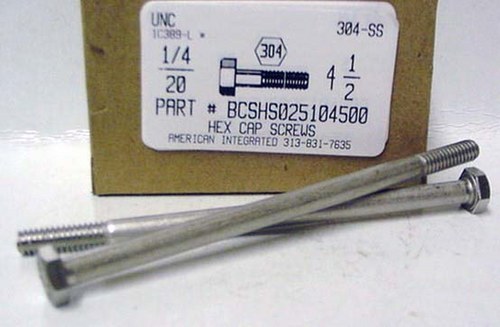 UNC 304-SS
1C389-L *
1/4 304
20 4 1/2
PART # BCSHS025104500
HEX CAP SCREWS
AMERICAN INTEGRATED 313-831-7635